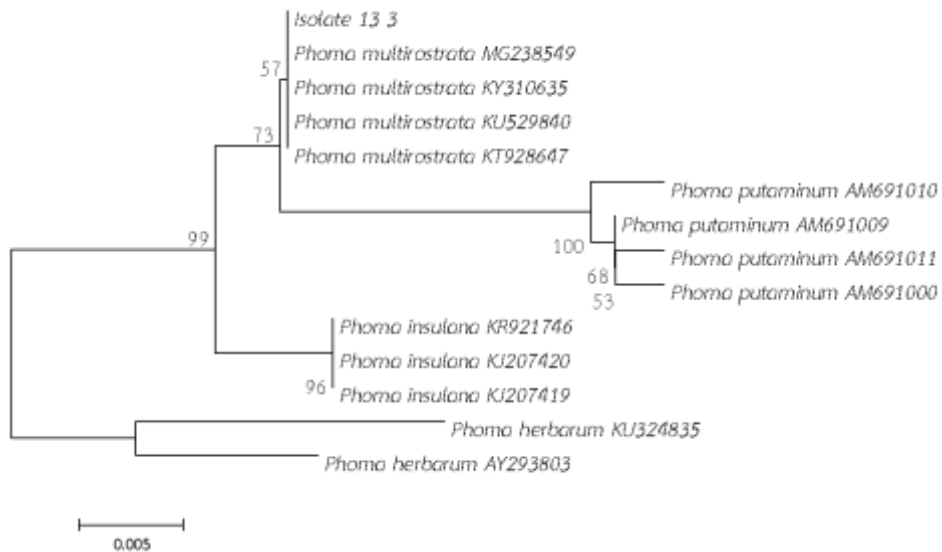 Isolate 13 3
57
Phoma multirostrata MG238549
Phoma multirostrata KY310635
Phoma multirostrata KU529840
73
Phoma multirostrata KT928647
Phoma putaminum AM691010
Phoma putaminum AM691009
99
100
Phoma putaminum AM691011
68
Phoma putaminum AM691000
53
Phoma insulana KR921746
Phoma insulana KJ207420
96
Phoma insulana KJ207419
Phoma herbarum KU324835
Phoma herbarum AY293803
0.005